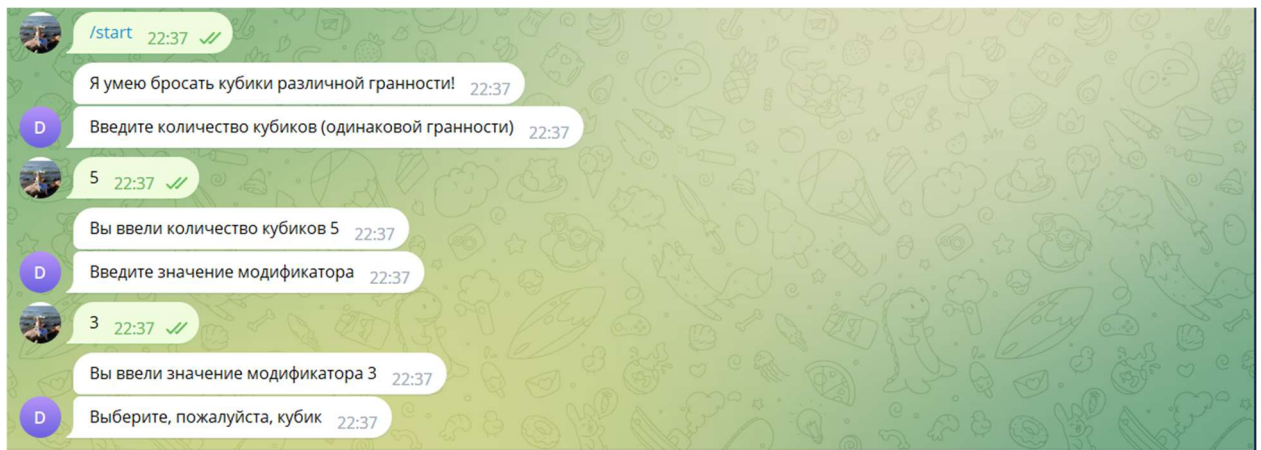 /start 22:37
Я умею бросать кубики различной гранности! 22:37
D
Введите количество кубиков (одинаковой гранности) 22:37
5 22:37
Вы ввели количество кубиков 5 22:37
D
Введите значение модификатора 22:37
3 22:37
Вы ввели значение модификатора 3 22:37
D
Выберите, пожалуйста, кубик 22:37